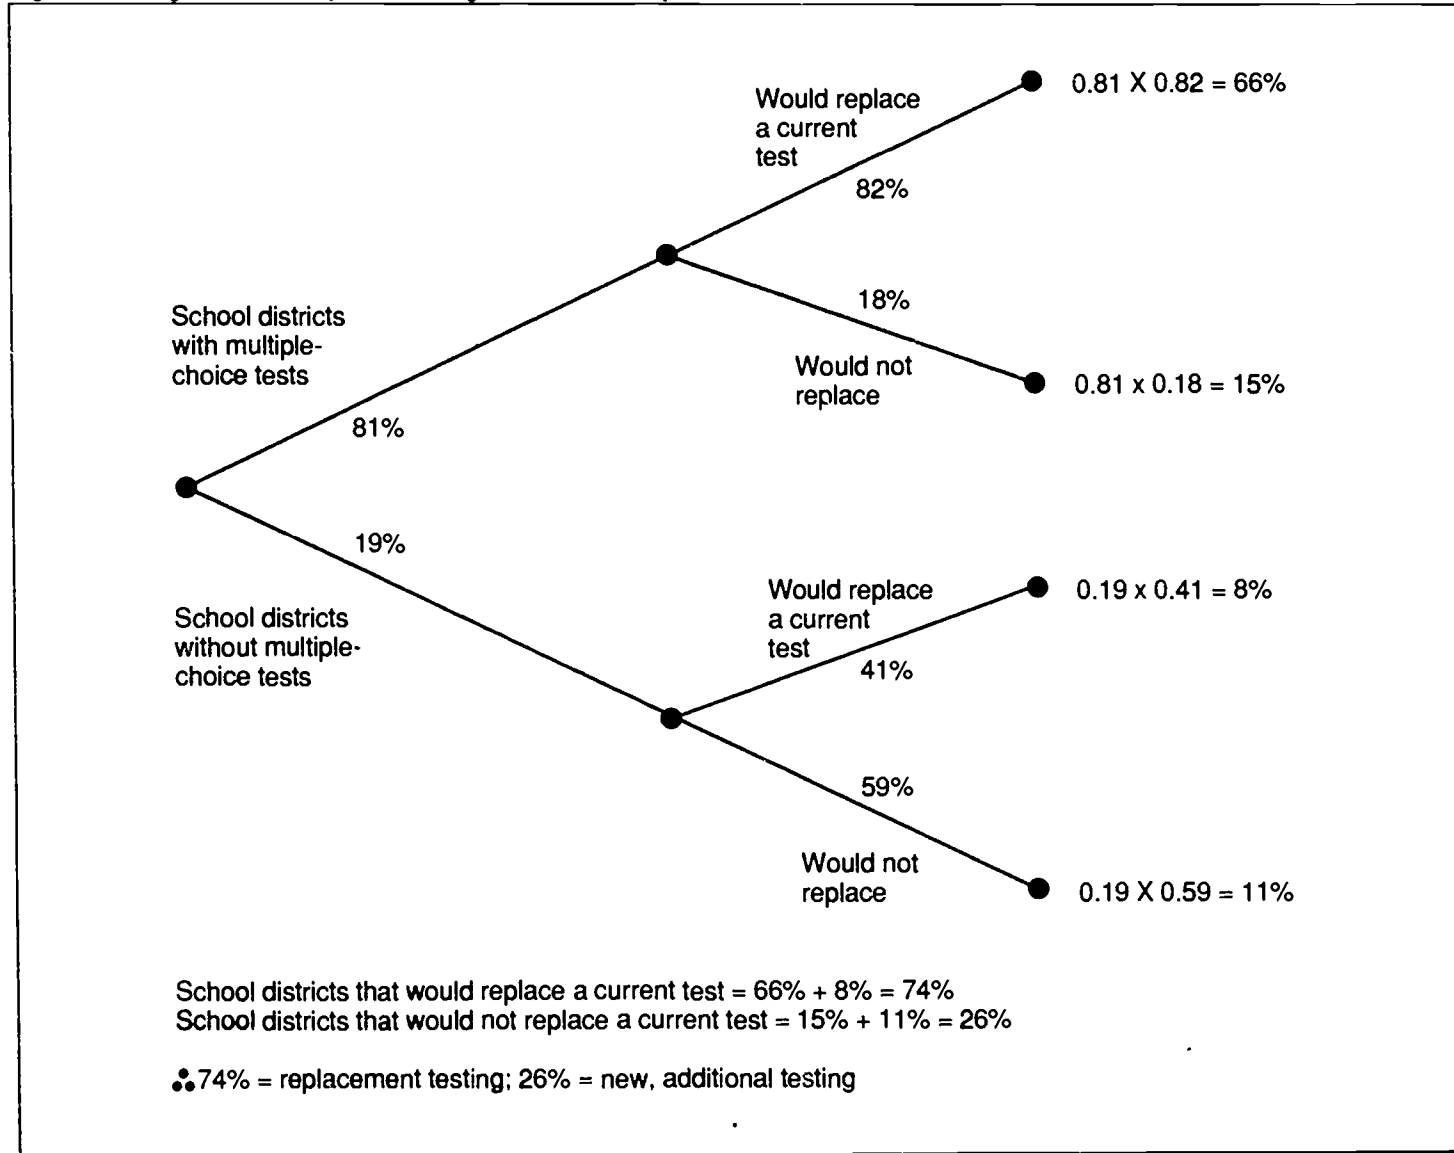 Would replace
a current
test
82%
0.81 X 0.82 = 66%
18%
Would not
replace
0.81 x 0.18 = 15%
School districts
with multiple-
choice tests
81%
19%
School districts
without multiple-
choice tests
Would replace
a current
test
41%
0.19 x 0.41 = 8%
59%
Would not
replace
0.19 X 0.59 = 11%
School districts that would replace a current test = 66% + 8% = 74%
School districts that would not replace a current test = 15% + 11% = 26%
∴74% = replacement testing; 26% = new, additional testing